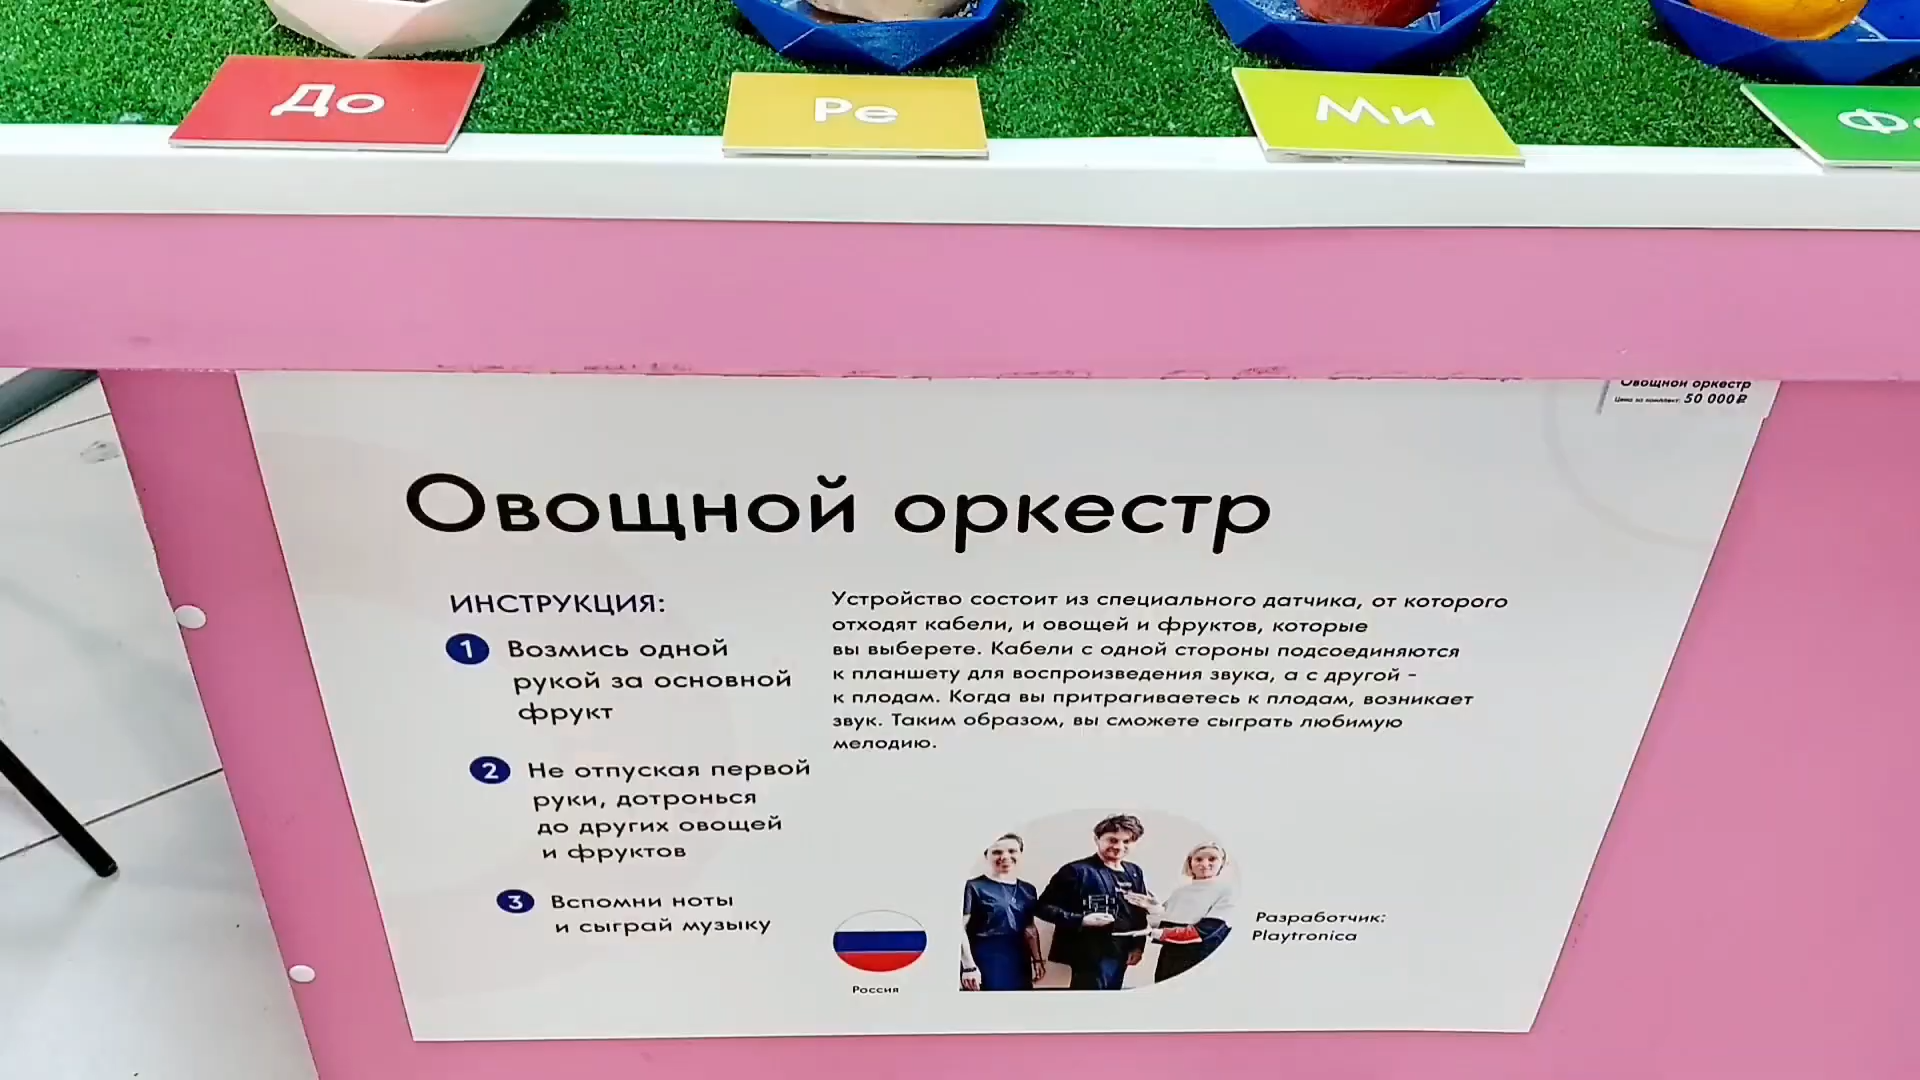 До
Ре
Ми
Овощной оркестр
Цена за комплект: 50 000₽
Овощной оркестр
ИНСТРУКЦИЯ:
1 Возмись одной
рукой за основной
фрукт
2 Не отпуская первой
руки, дотронься
до других овощей
и фруктов
3 Вспомни ноты
и сыграй музыку
Устройство состоит из специального датчика, от которого
отходят кабели, и овощей и фруктов, которые
вы выберете. Кабели с одной стороны подсоединяются
к планшету для воспроизведения звука, а с другой -
к плодам. Когда вы притрагиваетесь к плодам, возникает
звук. Таким образом, вы сможете сыграть любимую
мелодию.
Россия
Разработчик:
Playtronica